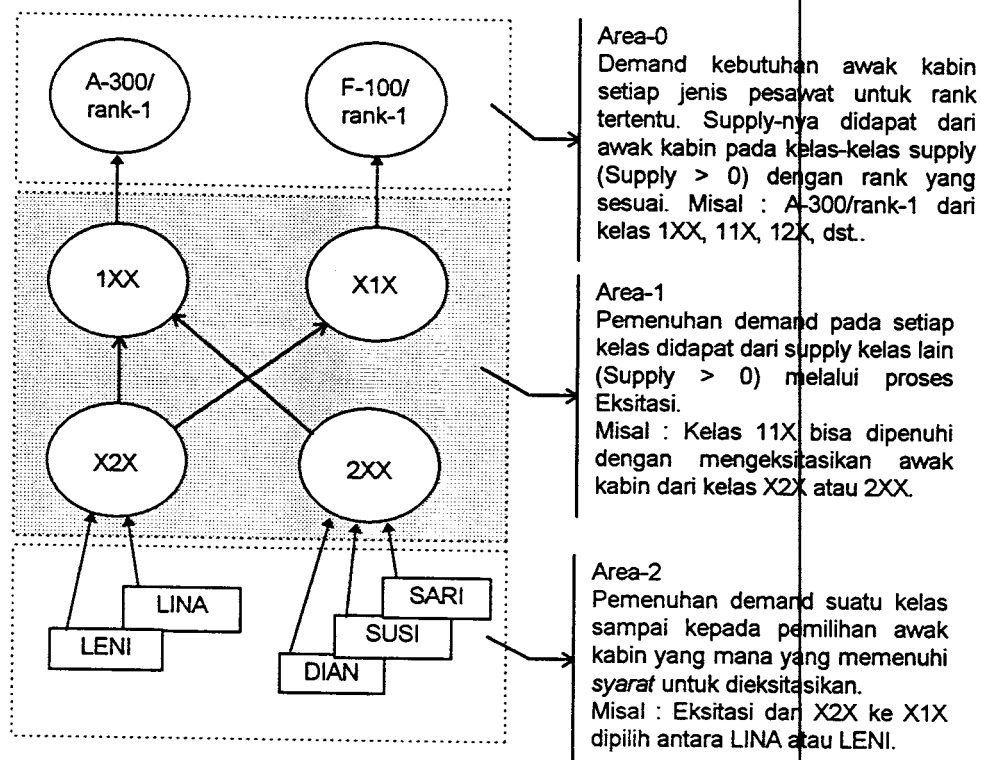 A-300/
rank-1
F-100/
rank-1
1XX
X1X
X2X
2XX
LINA
LENI
SARI
SUSI
DIAN
Area-0
Demand kebutuhan awak kabin
setiap jenis pesawat untuk rank
tertentu. Supply-nya didapat dari
awak kabin pada kelas-kelas supply
(Supply > 0) dengan rank yang
sesuai. Misal : A-300/rank-1 dari
kelas 1XX, 11X, 12X, dst..
Area-1
Pemenuhan demand pada setiap
kelas didapat dari supply kelas lain
(Supply > 0) melalui proses
Eksitasi.
Misal : Kelas 11X bisa dipenuhi
dengan mengeksitasikan awak
kabin dari kelas X2X atau 2XX.
Area-2
Pemenuhan demand suatu kelas
sampai kepada pemilihan awak
kabin yang mana yang memenuhi
syarat untuk dieksitasikan.
Misal : Eksitasi dari X2X ke X1X
dipilih antara LINA atau LENI.